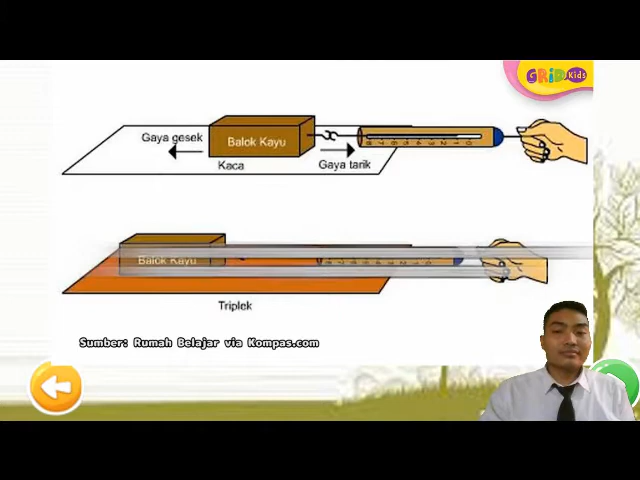 GRID Kids
Gaya gesek
Balok Kayu
Kaca
Gaya tarik
Balok Kayu
Triplek
Sumber: Rumah Belajar via Kompas.com